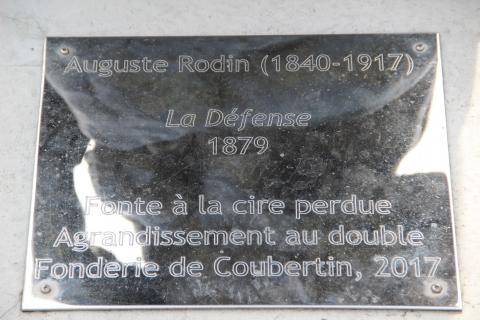 Auguste Rodin (1840-1917)
La Défense
1879
Fonte à la cire perdue
Agrandissement au double
Fonderie de Coubertin, 2017